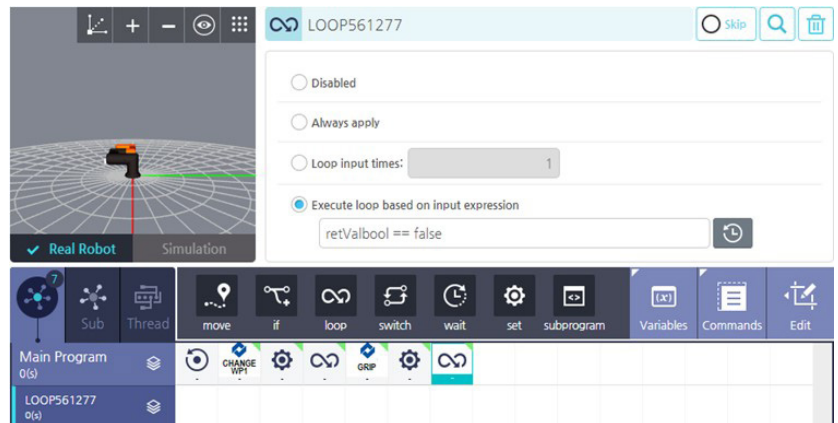 LOOP561277
Skip
Disabled
Always apply
Loop input times:
1
Execute loop based on input expression
retValbool == false
Real Robot
Simulation
7
Sub
Thread
move
if
loop
switch
wait
set
subprogram
(x)
Variables
Commands
Edit
Main Program
0(s)
CHANGE
WP1
GRIP
LOOP561277
0(s)